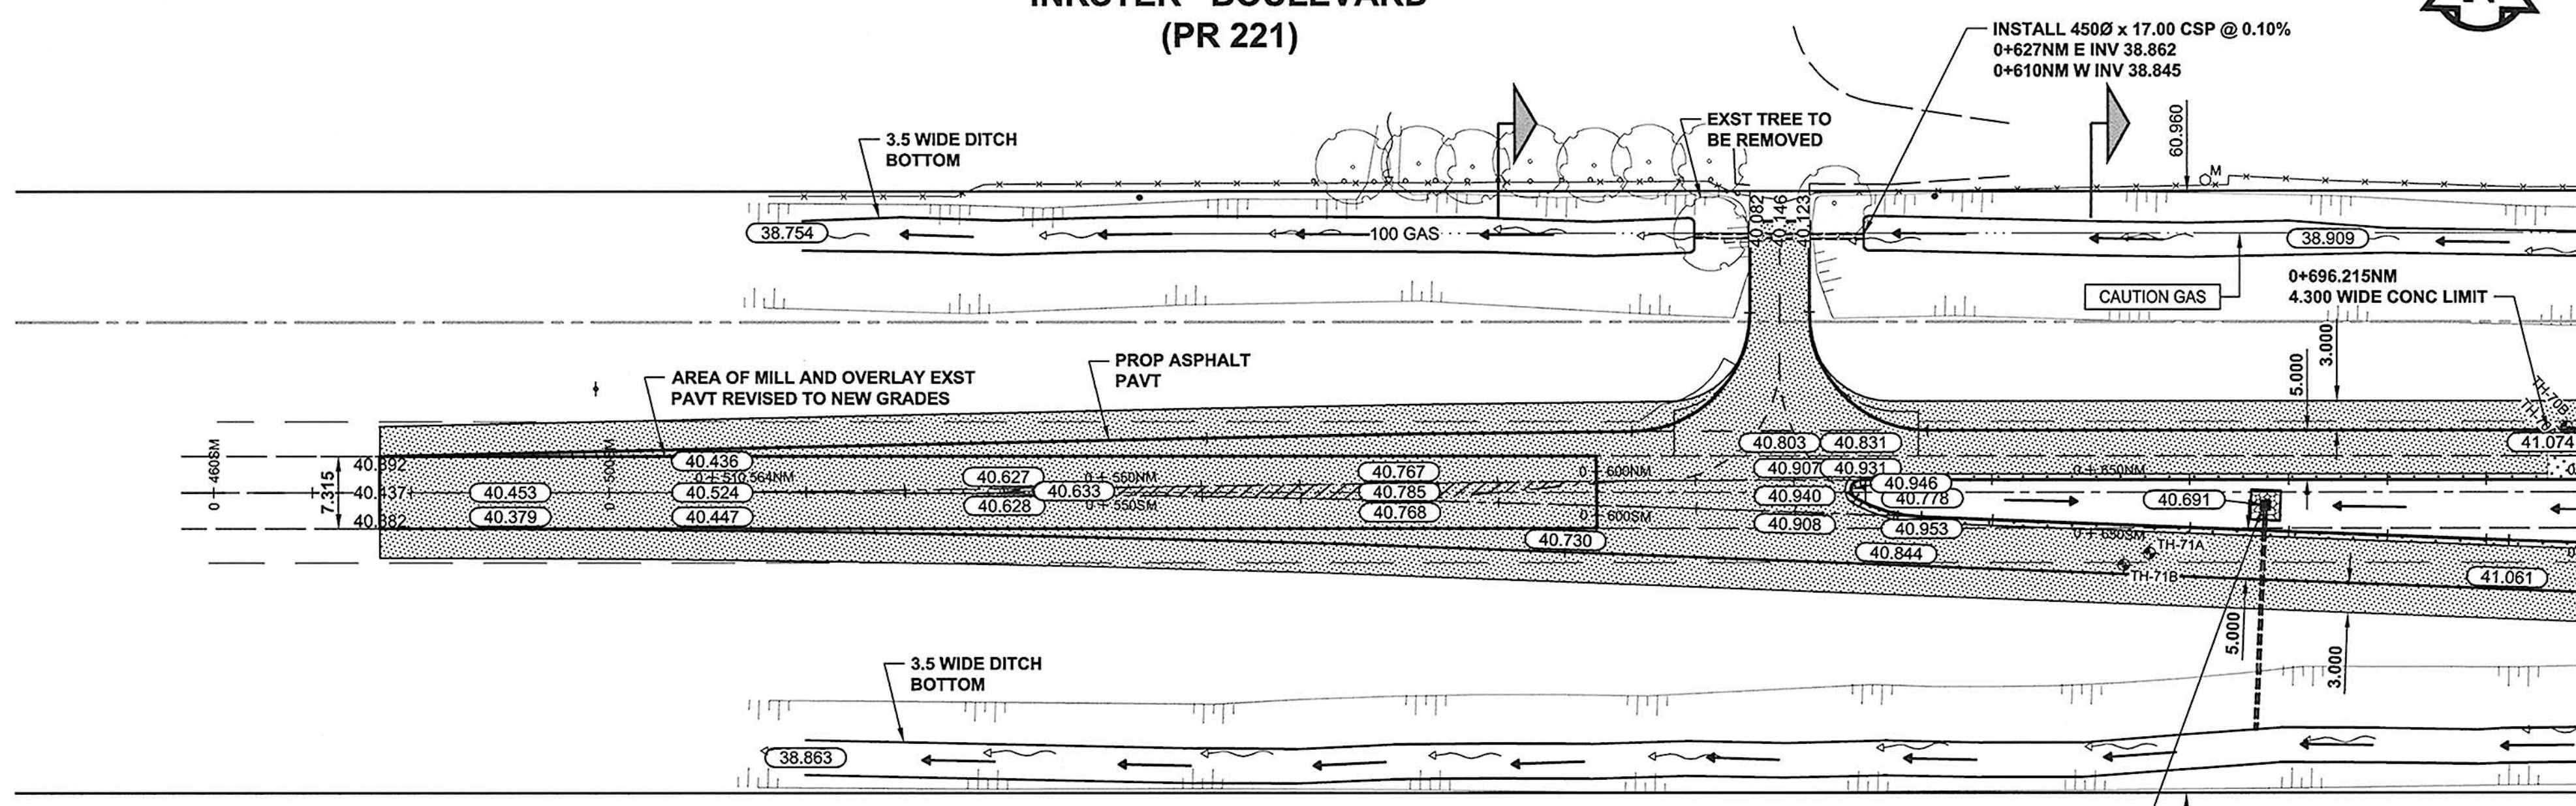 (PR 221)
INSTALL 450Ø x 17.00 CSP @ 0.10%
0+627NM E INV 38.862
0+610NM W INV 38.845
3.5 WIDE DITCH
BOTTOM
EXST TREE TO
BE REMOVED
60.960
M
40.082
40.146
40.123
38.754
100 GAS
38.909
CAUTION GAS
0+696.215NM
4.300 WIDE CONC LIMIT
3.000
5.000
AREA OF MILL AND OVERLAY EXST
PAVT REVISED TO NEW GRADES
PROP ASPHALT
PAVT
0+460SM
0+500SM
7.315
40.392
40.437
40.382
40.453
40.379
40.436
0+510.564NM
40.524
40.447
40.627
0+550NM
40.633
40.628
0+550SM
40.767
40.785
40.768
0+600NM
0+600SM
40.730
40.803
40.831
40.907
40.931
40.940
40.946
40.778
40.908
40.953
40.844
0+650NM
40.691
0+650SM
TH-71A
TH-71B
41.074
41.061
5.000
3.000
3.5 WIDE DITCH
BOTTOM
38.863